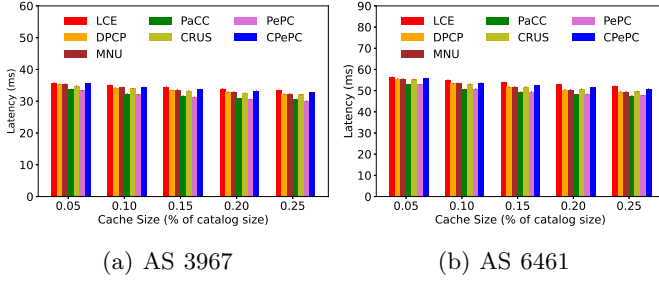 LCE PaCC PePC
DPCP CRUS CPePC
MNU
60
50
40
30
20
10
0
Latency (ms)
0.05 0.10 0.15 0.20 0.25
Cache Size (% of catalog size)
(a) AS 3967
LCE PaCC PePC
DPCP CRUS CPePC
MNU
90
80
70
60
50
40
30
20
10
0
Latency (ms)
0.05 0.10 0.15 0.20 0.25
Cache Size (% of catalog size)
(b) AS 6461